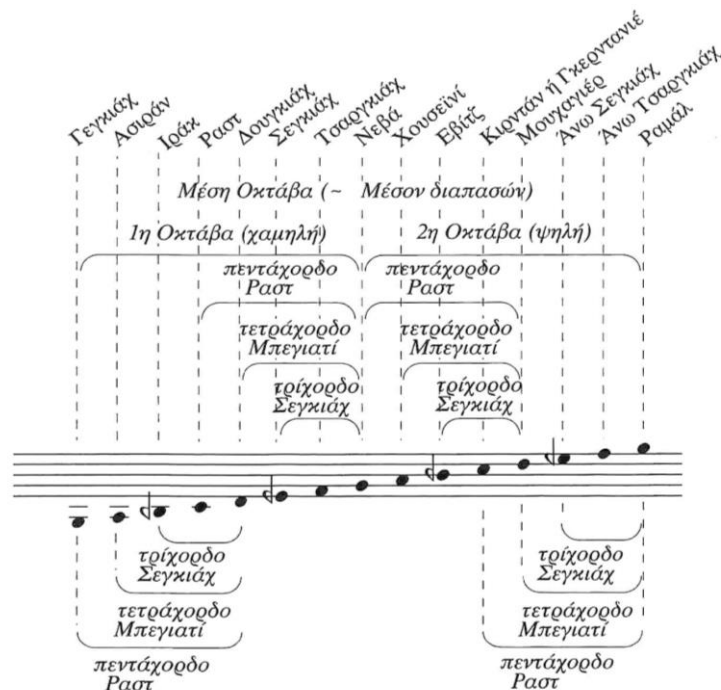 Γεγκιάχ
Ασιράν
Ιράκ
Ραστ
Δουγκιάχ
Σεγκιάχ
Τσαργκιάχ
Νεβά
Χουσεϊνί
Εβίτζ
Κιρντάν ή Γκερντανιέ
Μουχαγιέρ
Άνω Σεγκιάχ
Άνω Τσαργκιάχ
Ραμάλ
Μέση Οκτάβα (~ Μέσον διαπασών)
1η Οκτάβα (χαμηλή)
2η Οκτάβα (ψηλή)
πεντάχορδο
Ραστ
πεντάχορδο
Ραστ
τετράχορδο
Μπεγιατί
τετράχορδο
Μπεγιατί
τρίχορδο
Σεγκιάχ
τρίχορδο
Σεγκιάχ
τρίχορδο
Σεγκιάχ
τρίχορδο
Σεγκιάχ
τετράχορδο
Μπεγιατί
τετράχορδο
Μπεγιατί
πεντάχορδο
Ραστ
πεντάχορδο
Ραστ